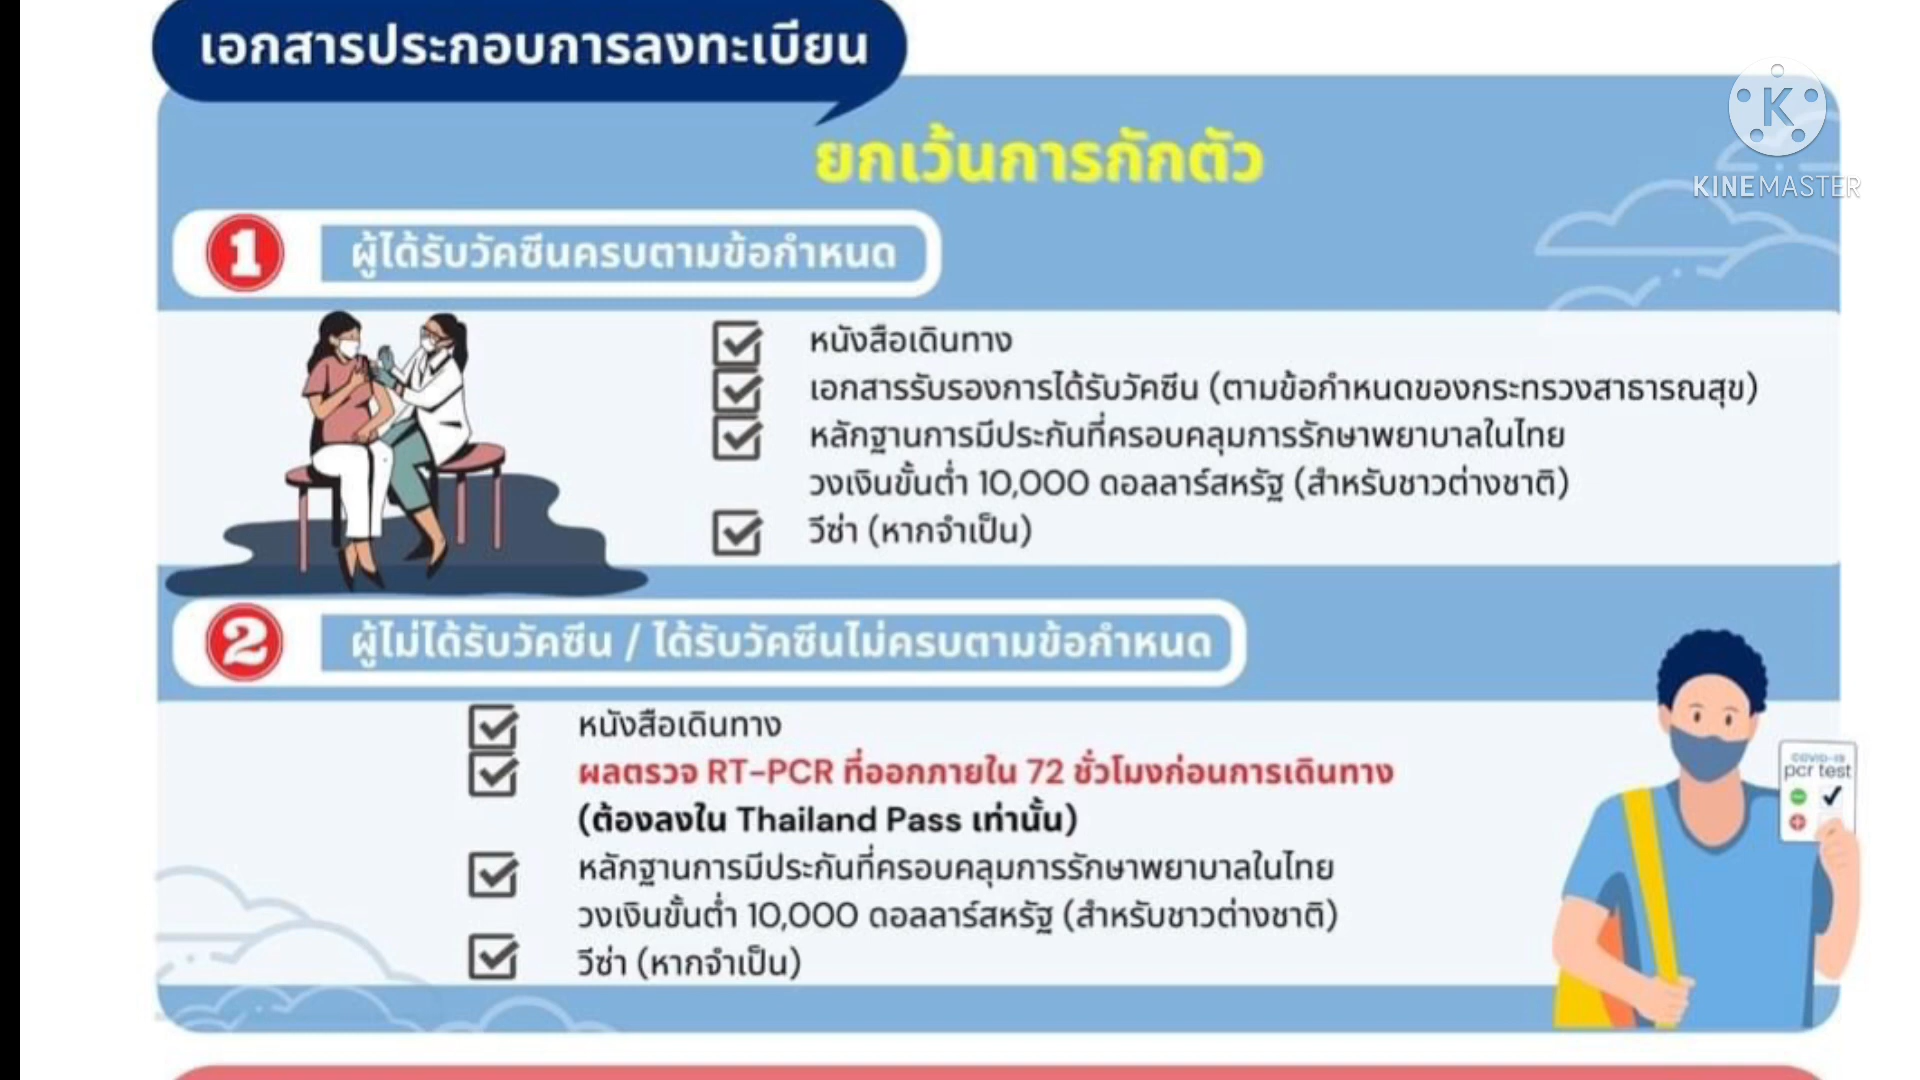 เอกสารประกอบการลงทะเบียน
ยกเว้นการกักตัว
KINEMASTER
1 ผู้ได้รับวัคซีนครบตามข้อกำหนด
หนังสือเดินทาง
เอกสารรับรองการได้รับวัคซีน (ตามข้อกำหนดของกระทรวงสาธารณสุข)
หลักฐานการมีประกันที่ครอบคลุมการรักษาพยาบาลในไทย
วงเงินขั้นต่ำ 10,000 ดอลลาร์สหรัฐ (สำหรับชาวต่างชาติ)
วีซ่า (หากจำเป็น)
2 ผู้ไม่ได้รับวัคซีน / ได้รับวัคซีนไม่ครบตามข้อกำหนด
หนังสือเดินทาง
ผลตรวจ RT-PCR ที่ออกภายใน 72 ชั่วโมงก่อนการเดินทาง
(ต้องลงใน Thailand Pass เท่านั้น)
หลักฐานการมีประกันที่ครอบคลุมการรักษาพยาบาลในไทย
วงเงินขั้นต่ำ 10,000 ดอลลาร์สหรัฐ (สำหรับชาวต่างชาติ)
วีซ่า (หากจำเป็น)
COVID-19
pcr test